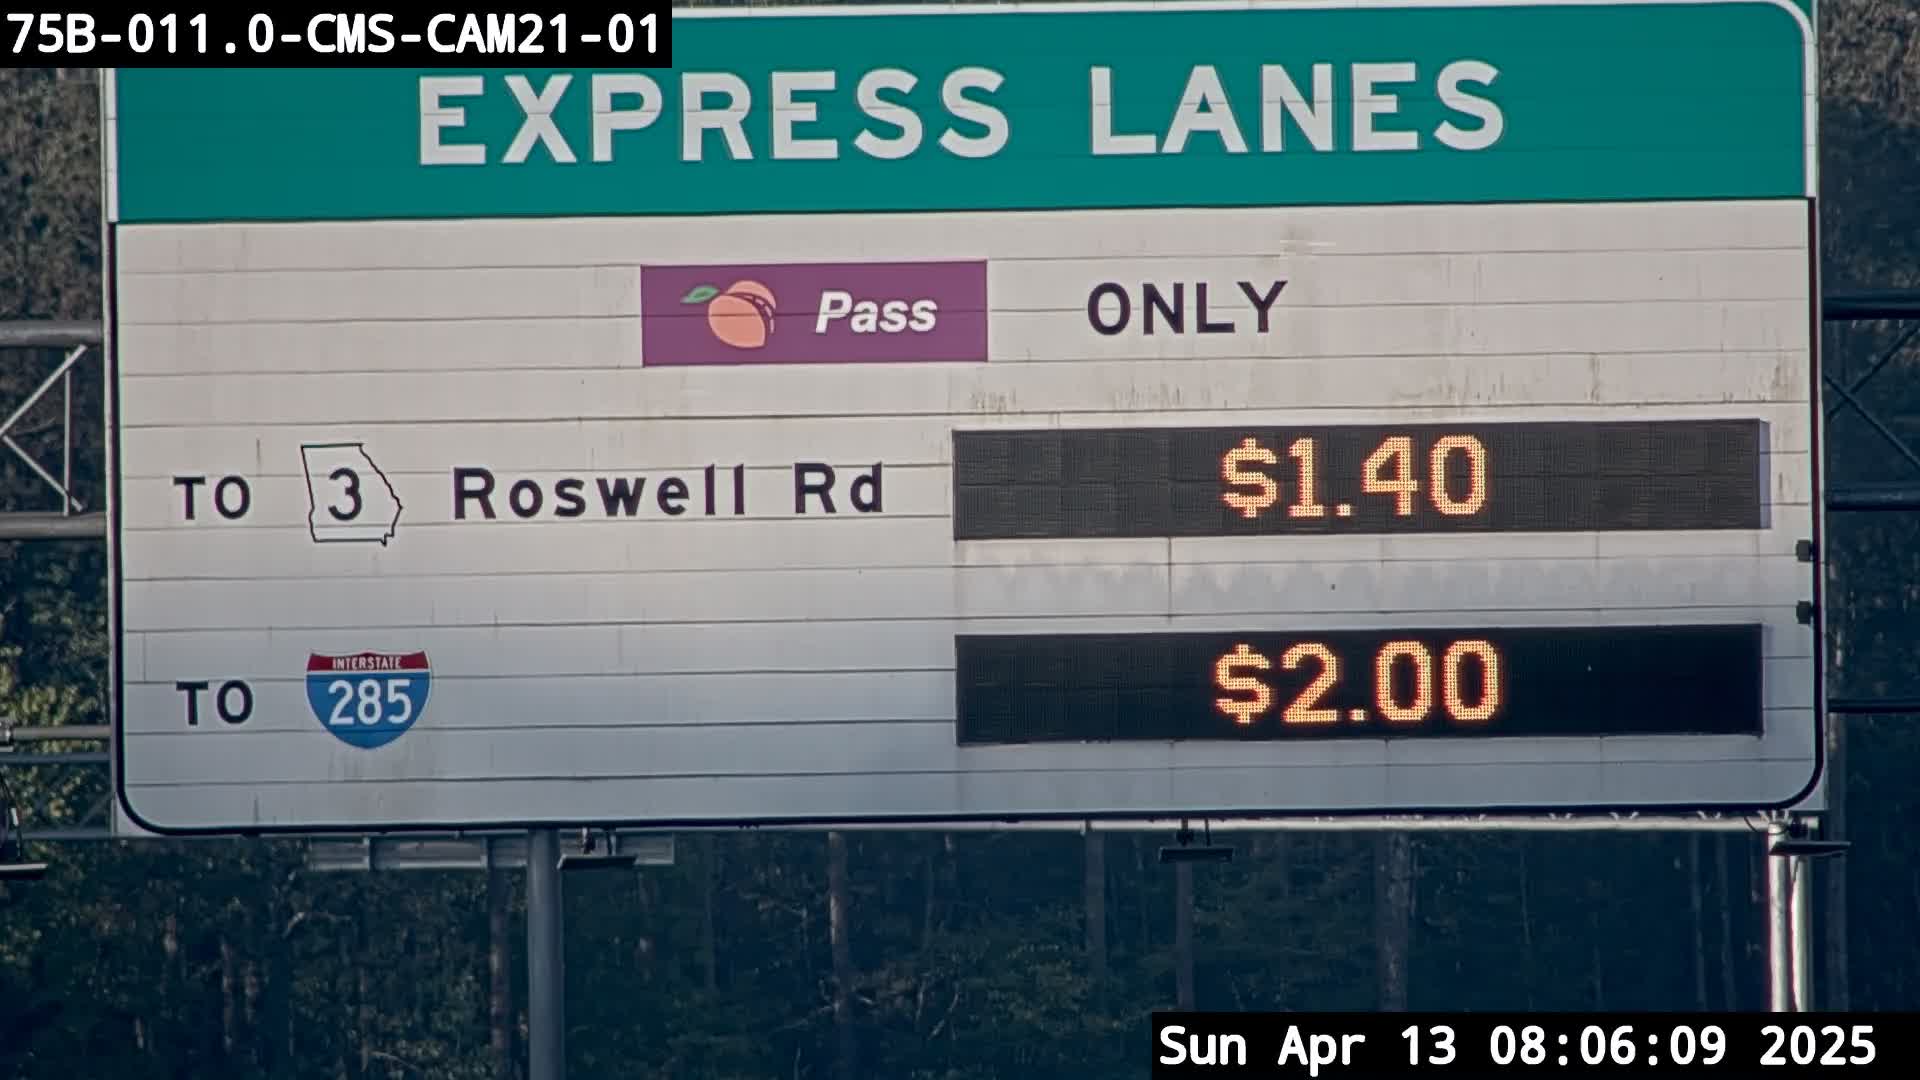 75B-011.0-CMS-CAM21-01
EXPRESS LANES
Pass ONLY
TO 3 Roswell Rd $1.40
TO INTERSTATE 285 $2.00
Sun Apr 13 08:06:09 2025